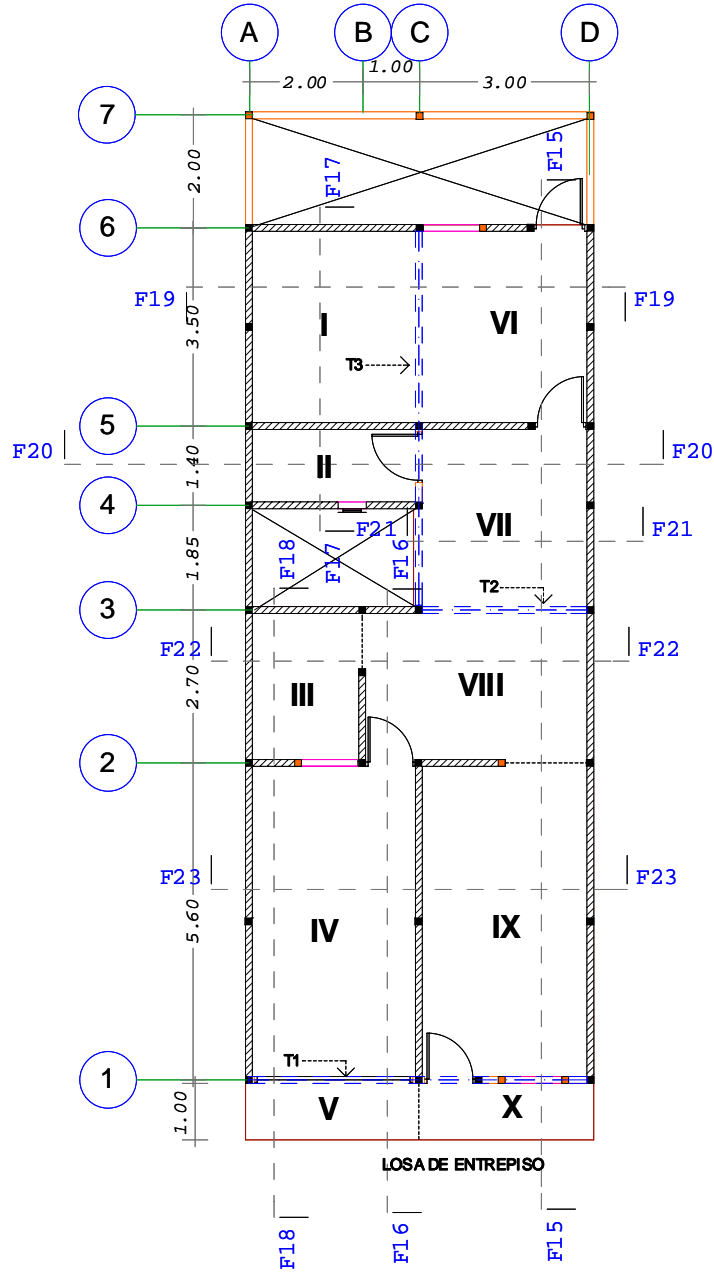 A B C D
2.00 1.00 3.00
7
2.00
F17 F15
6
F19 F19
3.50
I VI
T3
5
F20 F20
1.40
II
4
F21 F21
VII
1.85
F18 F17 F16
T2
3
F22 F22
2.70
III VIII
2
F23 F23
5.60
IV IX
T1
1
1.00
V X
LOSA DE ENTREPISO
F18 F16 F15